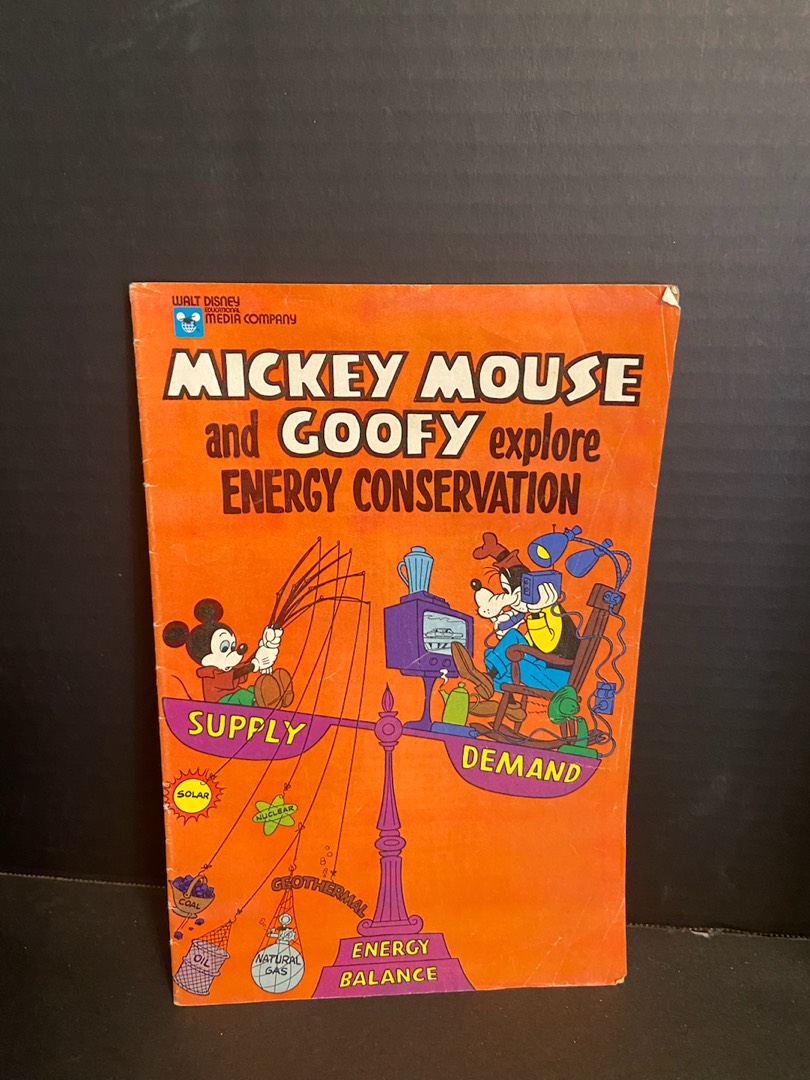 WALT DISNEY
EDUCATIONAL
MEDIA COMPANY
MICKEY MOUSE
and GOOFY explore
ENERGY CONSERVATION
SUPPLY
DEMAND
SOLAR
NUCLEAR
COAL
GEOTHERMAL
OIL
NATURAL
GAS
ENERGY
BALANCE